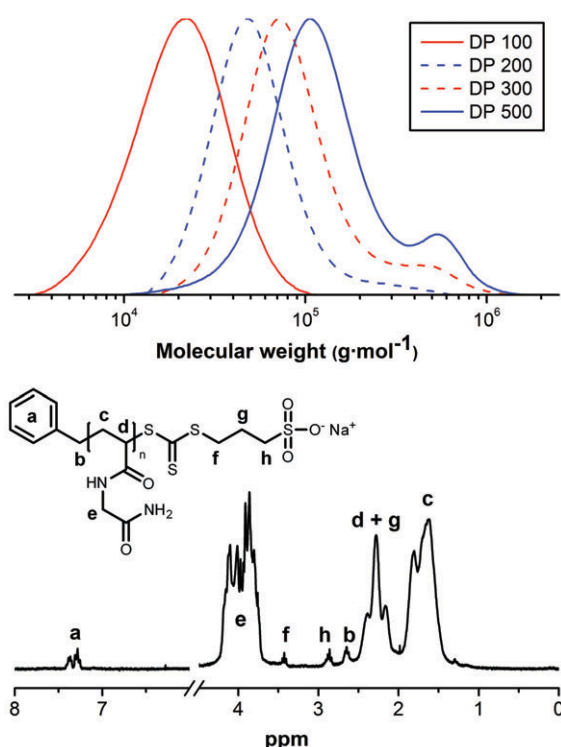 DP 100
DP 200
DP 300
DP 500
10⁴ 10⁵ 10⁶
Molecular weight (g·mol⁻¹)
a
b
c
d
n
S S
S
g
f h
O
S
O
O⁻ Na⁺
O
HN
e
NH₂
O
a
e
f
h
b
d + g
c
8 7 4 3 2 1 0
ppm